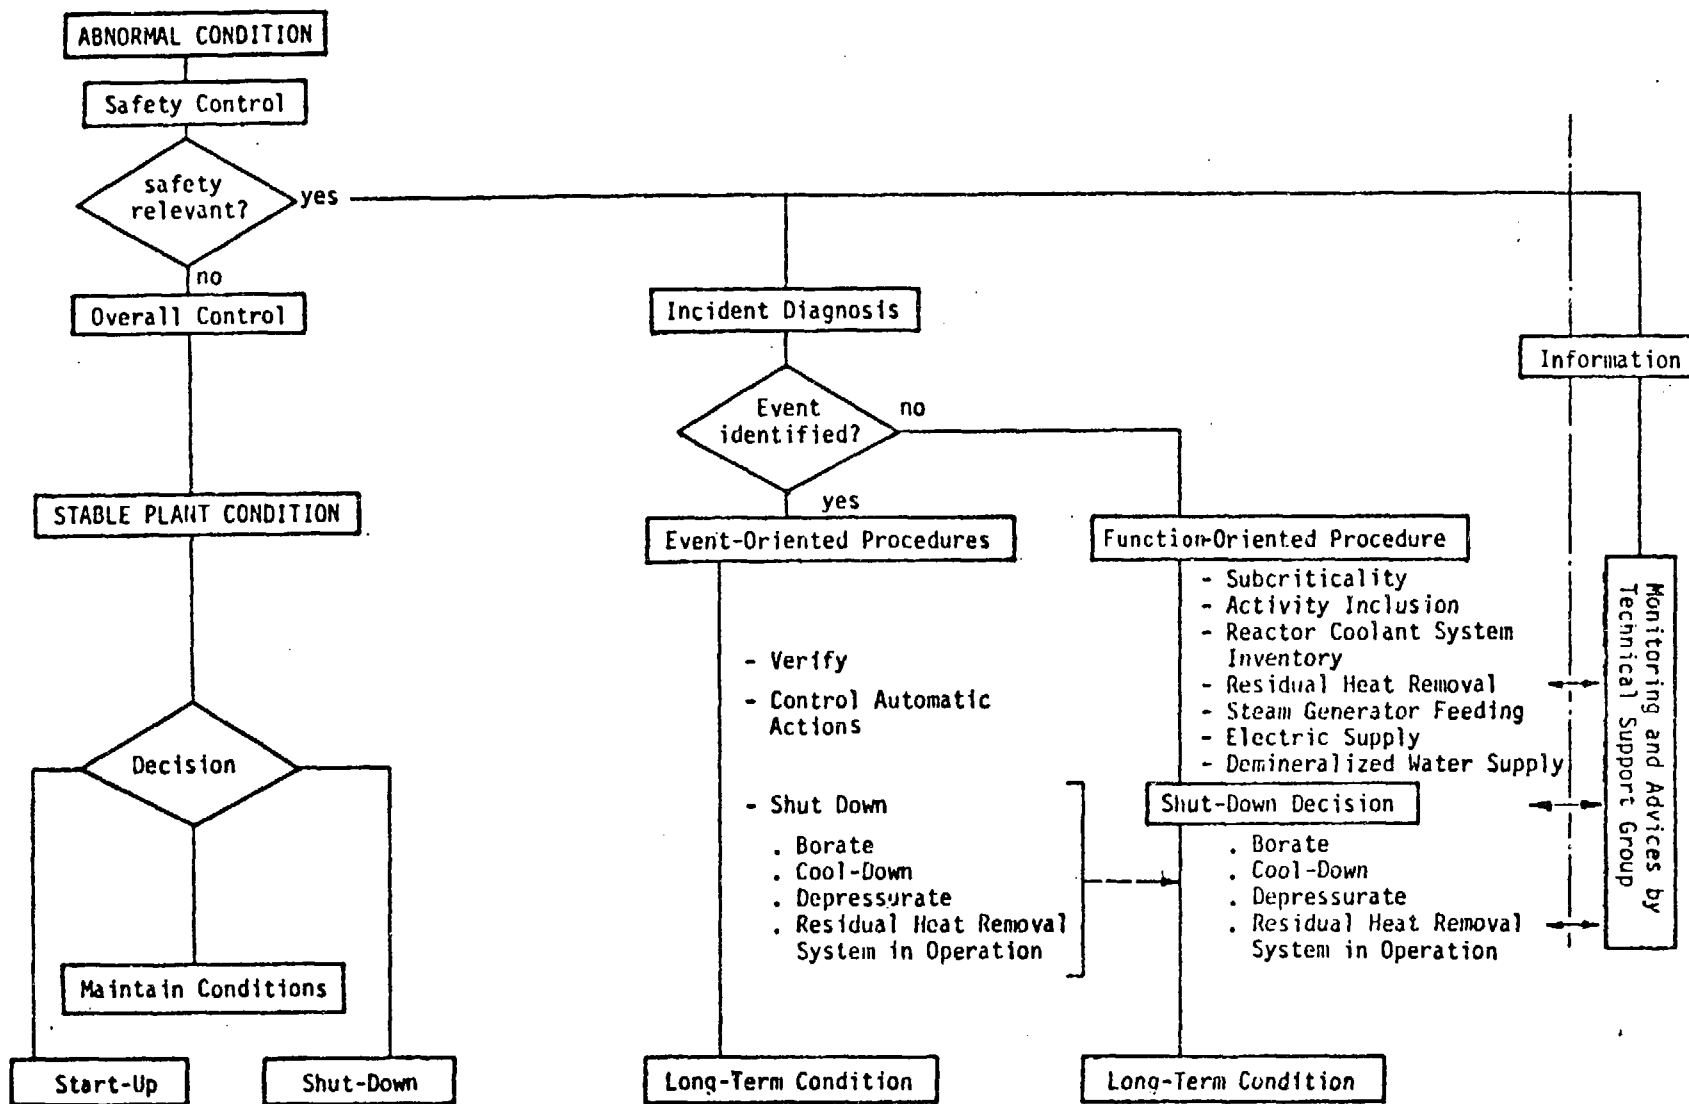 ABNORMAL CONDITION
Safety Control
safety
relevant?
yes
no
Overall Control
STABLE PLANT CONDITION
Decision
Maintain Conditions
Start-Up
Shut-Down
Incident Diagnosis
Event
identified?
no
yes
Event-Oriented Procedures
- Verify
- Control Automatic
Actions
- Shut Down
. Borate
. Cool-Down
. Depressurate
. Residual Heat Removal
System in Operation
Long-Term Condition
Function-Oriented Procedure
- Subcriticality
- Activity Inclusion
- Reactor Coolant System
Inventory
- Residual Heat Removal
- Steam Generator Feeding
- Electric Supply
- Demineralized Water Supply
Shut-Down Decision
. Borate
. Cool-Down
. Depressurate
. Residual Heat Removal
System in Operation
Long-Term Condition
Information
Monitoring and Advices by
Technical Support Group